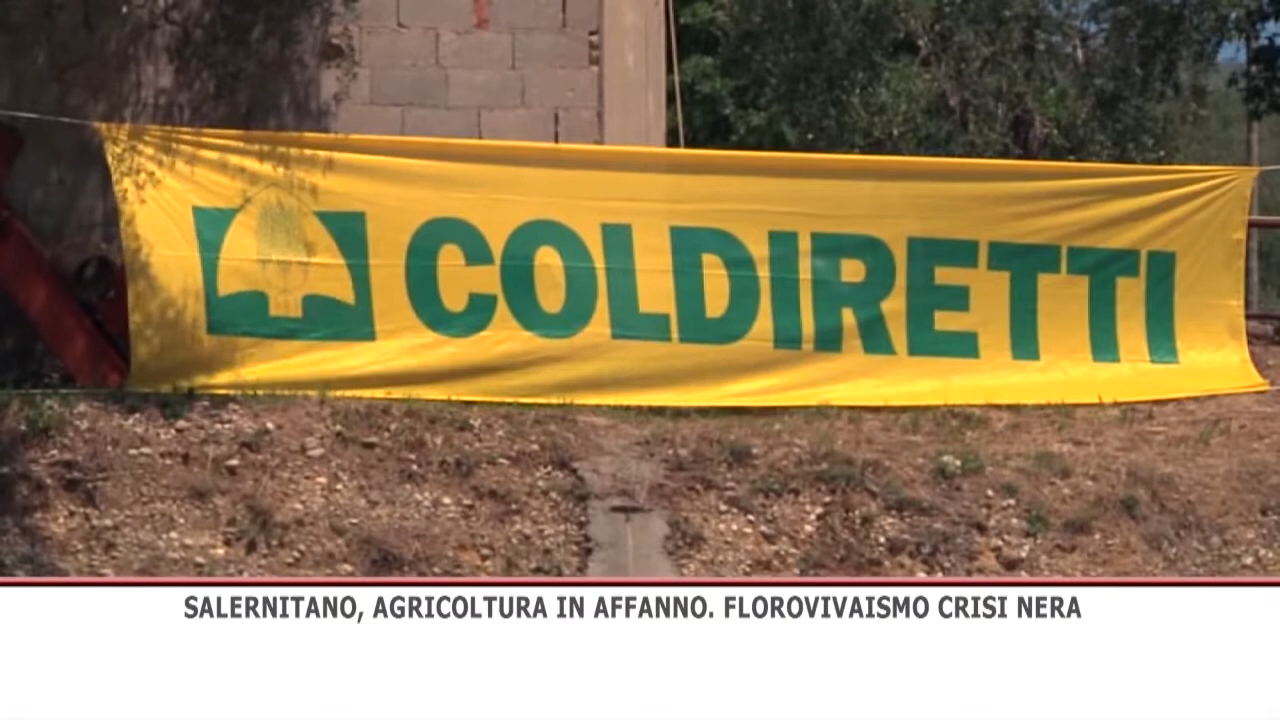 COLDIRETTI
SALERNITANO, AGRICOLTURA IN AFFANNO. FLOROVIVAISMO CRISI NERA